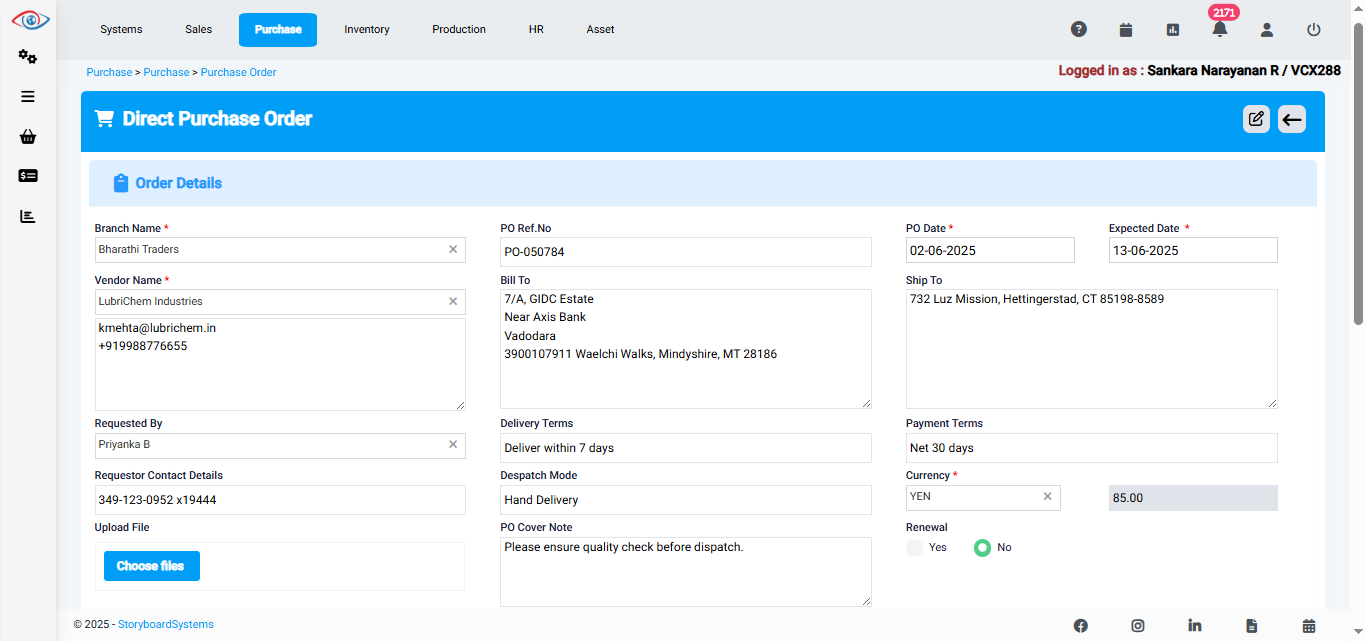 2171
Systems Sales Purchase Inventory Production HR Asset
Purchase > Purchase > Purchase Order
Logged in as : Sankara Narayanan R / VCX288
Direct Purchase Order
Order Details
Branch Name *
Bharathi Traders ×
PO Ref.No
PO-050784
PO Date *
02-06-2025
Expected Date *
13-06-2025
Vendor Name *
LubriChem Industries ×
kmehta@lubrichem.in
+919988776655
Bill To
7/A, GIDC Estate
Near Axis Bank
Vadodara
3900107911 Waelchi Walks, Mindyshire, MT 28186
Ship To
732 Luz Mission, Hettingerstad, CT 85198-8589
Requested By
Priyanka B ×
Delivery Terms
Deliver within 7 days
Payment Terms
Net 30 days
Requestor Contact Details
349-123-0952 x19444
Despatch Mode
Hand Delivery
Currency *
YEN ×
85.00
Upload File
Choose files
PO Cover Note
Please ensure quality check before dispatch.
Renewal
Yes No
© 2025 - StoryboardSystems